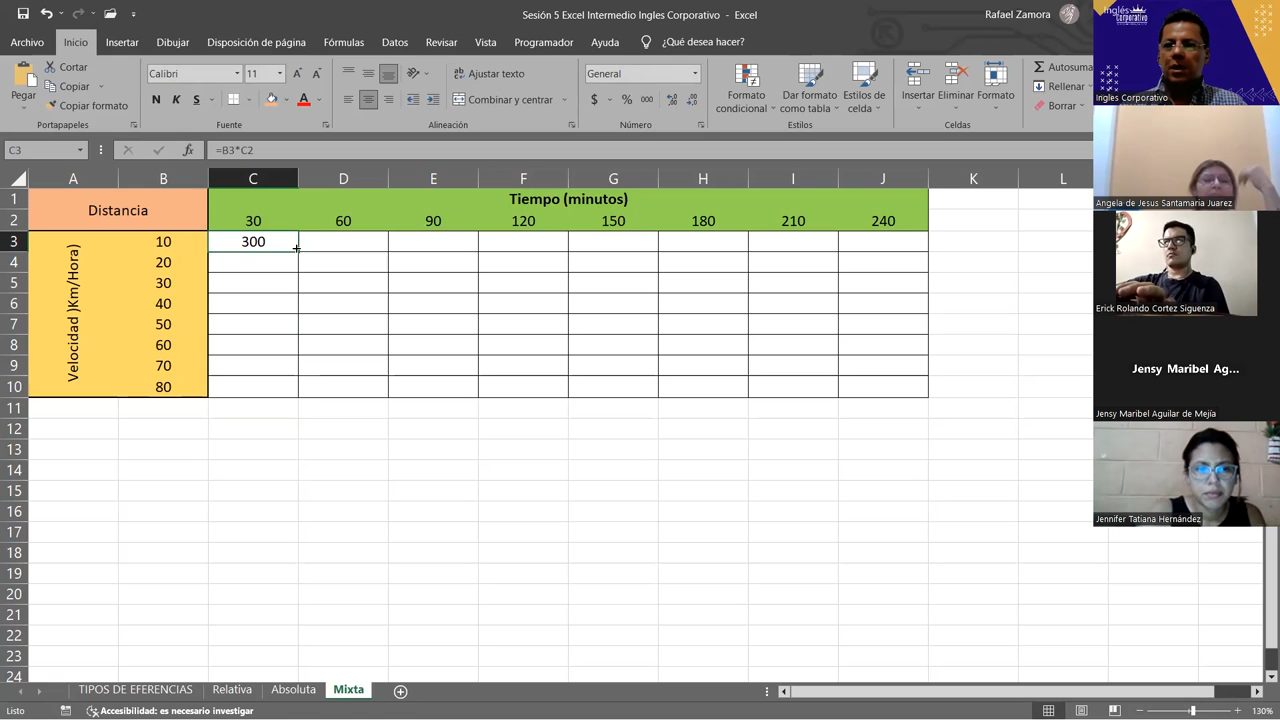 Sesión 5 Excel Intermedio Ingles Corporativo - Excel
Rafael Zamora
Archivo Inicio Insertar Dibujar Disposición de página Fórmulas Datos Revisar Vista Programador Ayuda ¿Qué desea hacer?
Pegar
Cortar
Copiar
Copiar formato
Portapapeles
Calibri 11
N K S
Fuente
Ajustar texto
Combinar y centrar
Alineación
General
$ % 000
Número
Formato condicional
Dar formato como tabla
Estilos de celda
Estilos
Insertar Eliminar Formato
Celdas
Autosuma
Rellenar
Borrar
C3 fx =B3*C2
A B C D E F G H I J K L
1 Distancia Tiempo (minutos)
2 30 60 90 120 150 180 210 240
Velocidad )Km/Hora)
3 10 300
4 20
5 30
6 40
7 50
8 60
9 70
10 80
11
12
13
14
15
16
17
18
19
20
21
22
23
24
TIPOS DE EFERENCIAS Relativa Absoluta Mixta
Listo Accesibilidad: es necesario investigar 130%
Inglés Corporativo
Ingles Corporativo
Angela de Jesus Santamaria Juarez
Erick Rolando Cortez Siguenza
Jensy Maribel Ag...
Jensy Maribel Aguilar de Mejía
Jennifer Tatiana Hernández